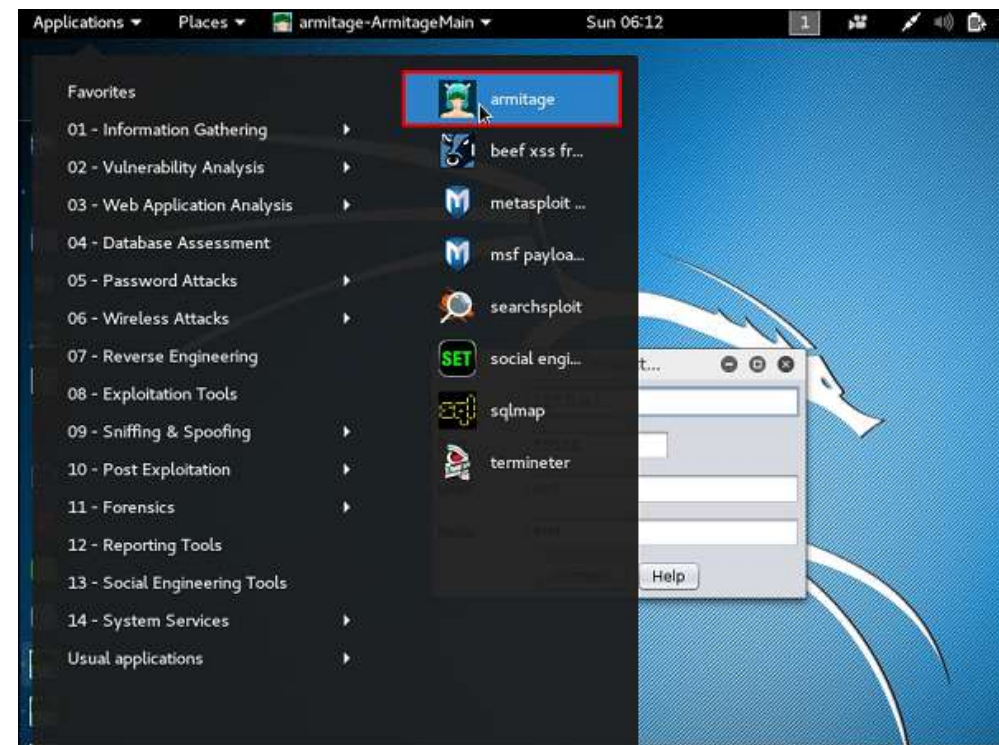 Applications Places armitage-ArmitageMain Sun 06:12 1
Favorites
01 - Information Gathering
02 - Vulnerability Analysis
03 - Web Application Analysis
04 - Database Assessment
05 - Password Attacks
06 - Wireless Attacks
07 - Reverse Engineering
08 - Exploitation Tools
09 - Sniffing & Spoofing
10 - Post Exploitation
11 - Forensics
12 - Reporting Tools
13 - Social Engineering Tools
14 - System Services
Usual applications
armitage
beef xss fr...
metasploit ...
msf payloa...
searchsploit
SET social engi...
sql sqlmap
termineter
t...
Help